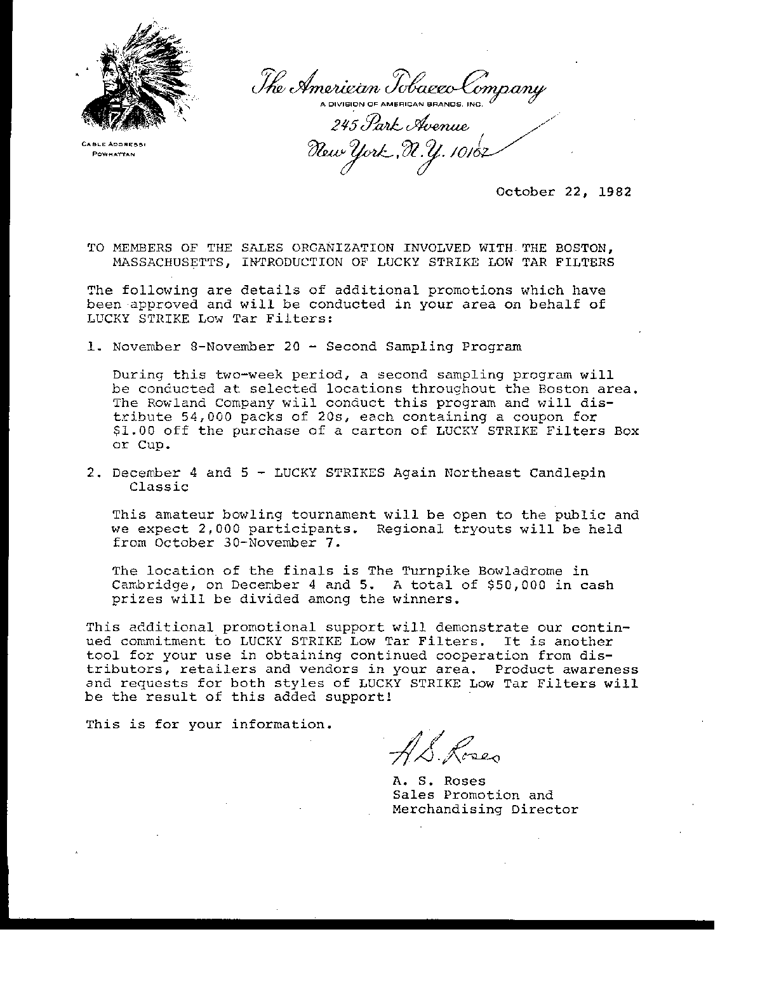 The American Tobacco Company
A DIVISION OF AMERICAN BRANDS, INC.
245 Park Avenue
New York, N.Y. 10162
CABLE ADDRESS:
POWHATTAN
October 22, 1982
TO MEMBERS OF THE SALES ORGANIZATION INVOLVED WITH THE BOSTON,
MASSACHUSETTS, INTRODUCTION OF LUCKY STRIKE LOW TAR FILTERS
The following are details of additional promotions which have
been approved and will be conducted in your area on behalf of
LUCKY STRIKE Low Tar Filters:
1. November 8-November 20 - Second Sampling Program
During this two-week period, a second sampling program will
be conducted at selected locations throughout the Boston area.
The Rowland Company will conduct this program and will dis-
tribute 54,000 packs of 20s, each containing a coupon for
$1.00 off the purchase of a carton of LUCKY STRIKE Filters Box
or Cup.
2. December 4 and 5 - LUCKY STRIKES Again Northeast Candlepin
Classic
This amateur bowling tournament will be open to the public and
we expect 2,000 participants. Regional tryouts will be held
from October 30-November 7.
The location of the finals is The Turnpike Bowladrome in
Cambridge, on December 4 and 5. A total of $50,000 in cash
prizes will be divided among the winners.
This additional promotional support will demonstrate our contin-
ued commitment to LUCKY STRIKE Low Tar Filters. It is another
tool for your use in obtaining continued cooperation from dis-
tributors, retailers and vendors in your area. Product awareness
and requests for both styles of LUCKY STRIKE Low Tar Filters will
be the result of this added support!
This is for your information.
A.S. Roses
A. S. Roses
Sales Promotion and
Merchandising Director